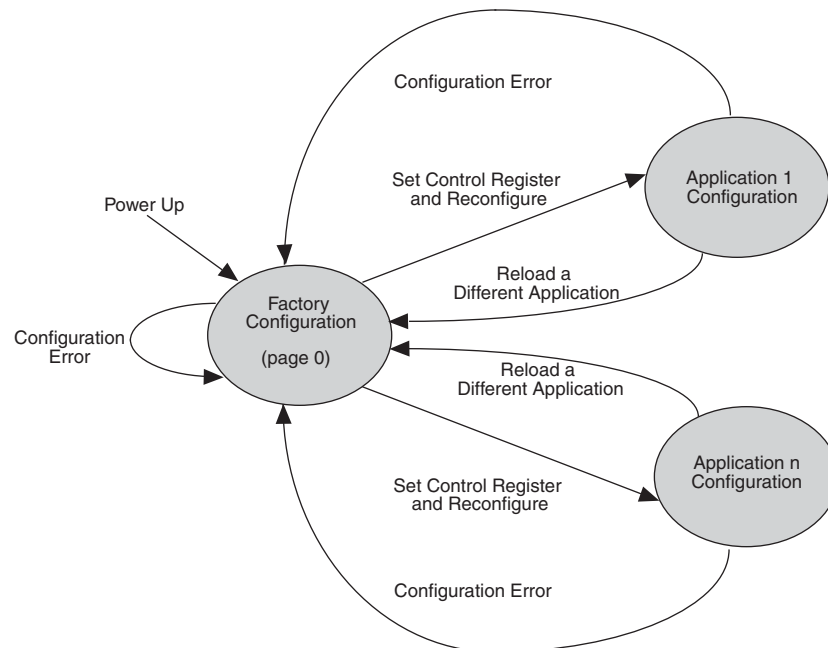 Configuration Error
Set Control Register
and Reconfigure
Application 1
Configuration
Power Up
Reload a
Different Application
Factory
Configuration
(page 0)
Configuration
Error
Reload a
Different Application
Set Control Register
and Reconfigure
Application n
Configuration
Configuration Error